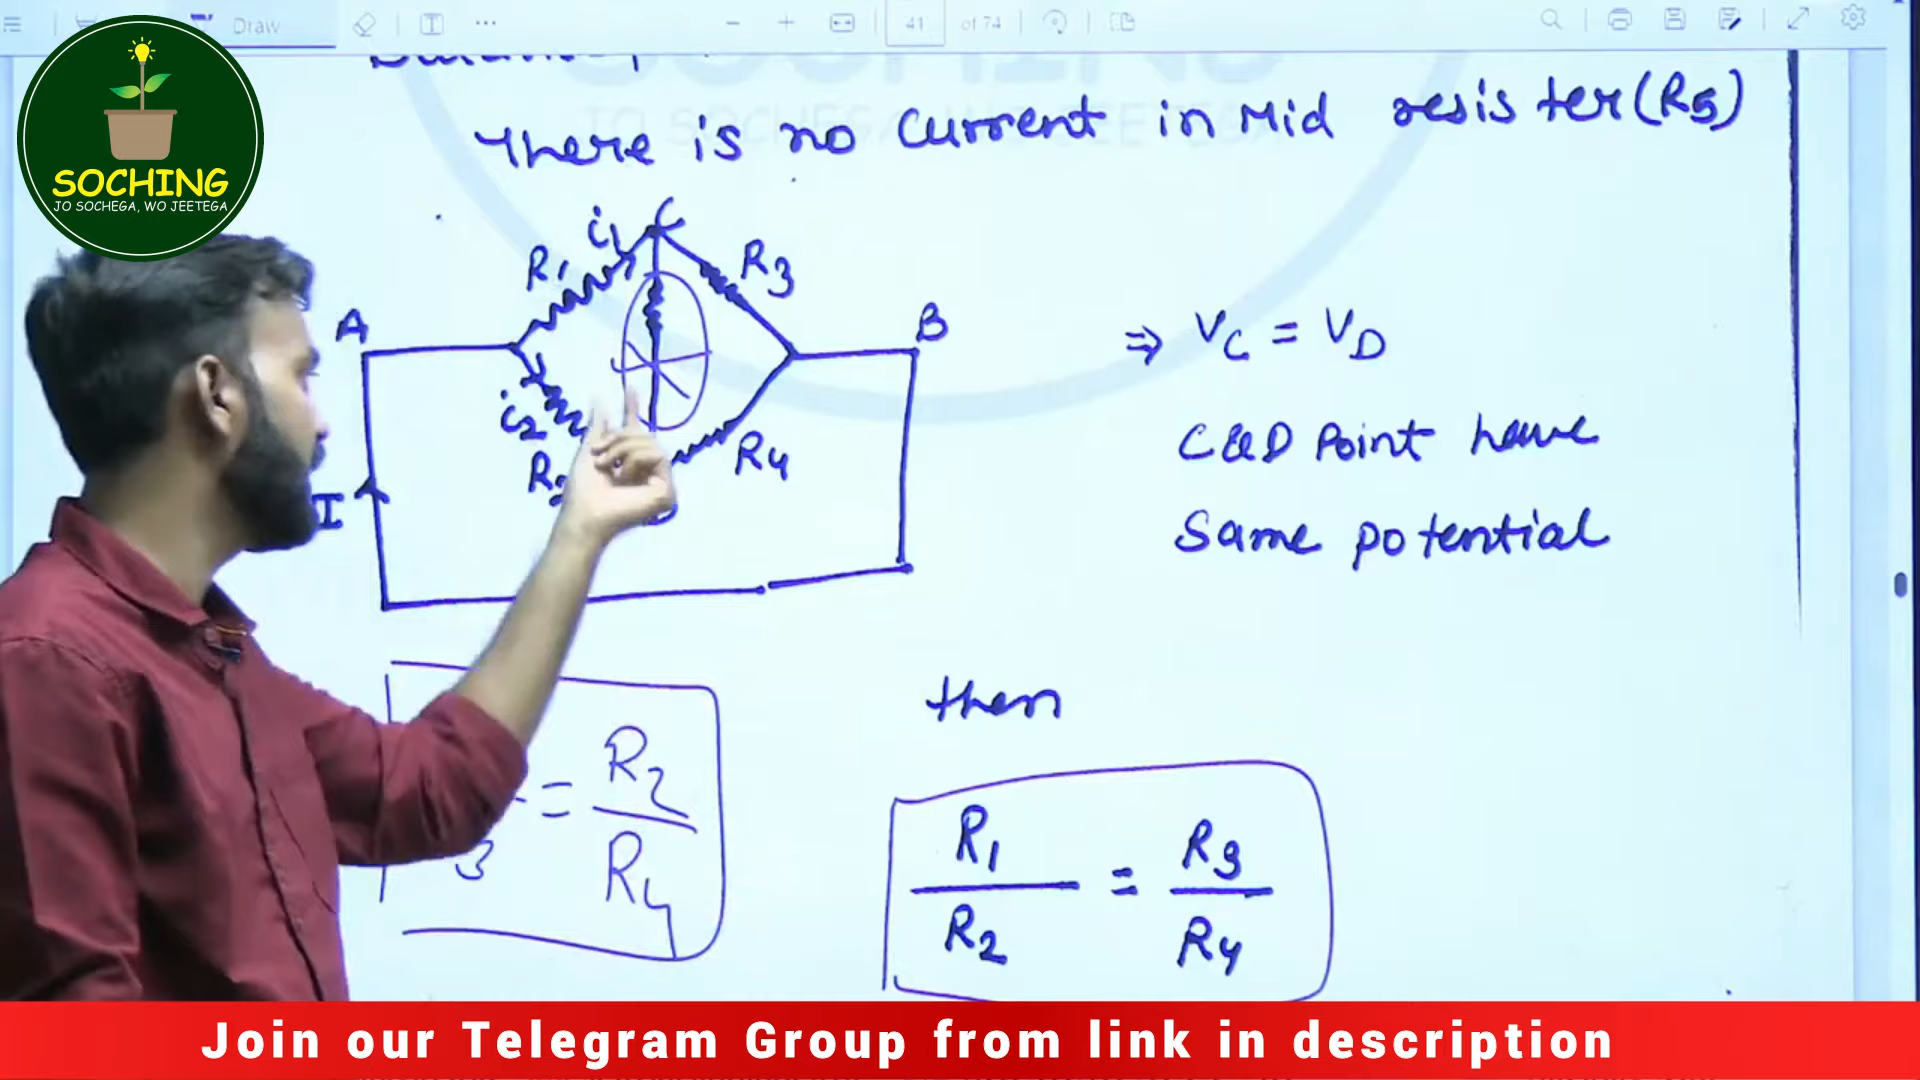 Draw
41 of 74
SOCHING
JO SOCHEGA, WO JEETEGA
There is no current in Mid resister (R5)
C
i1
R1
R3
A
B
⇒ VC = VD
i2
R4
C&D Point have
I
Same potential
then
= R2/R4
3
R1/R2 = R3/R4
Join our Telegram Group from link in description